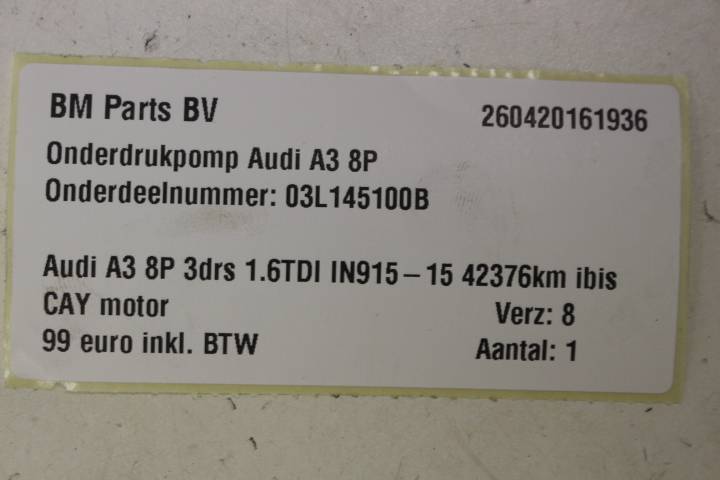 BM Parts BV 260420161936
Onderdrukpomp Audi A3 8P
Onderdeelnummer: 03L145100B
Audi A3 8P 3drs 1.6TDI IN915-15 42376km ibis
CAY motor Verz: 8
99 euro inkl. BTW Aantal: 1